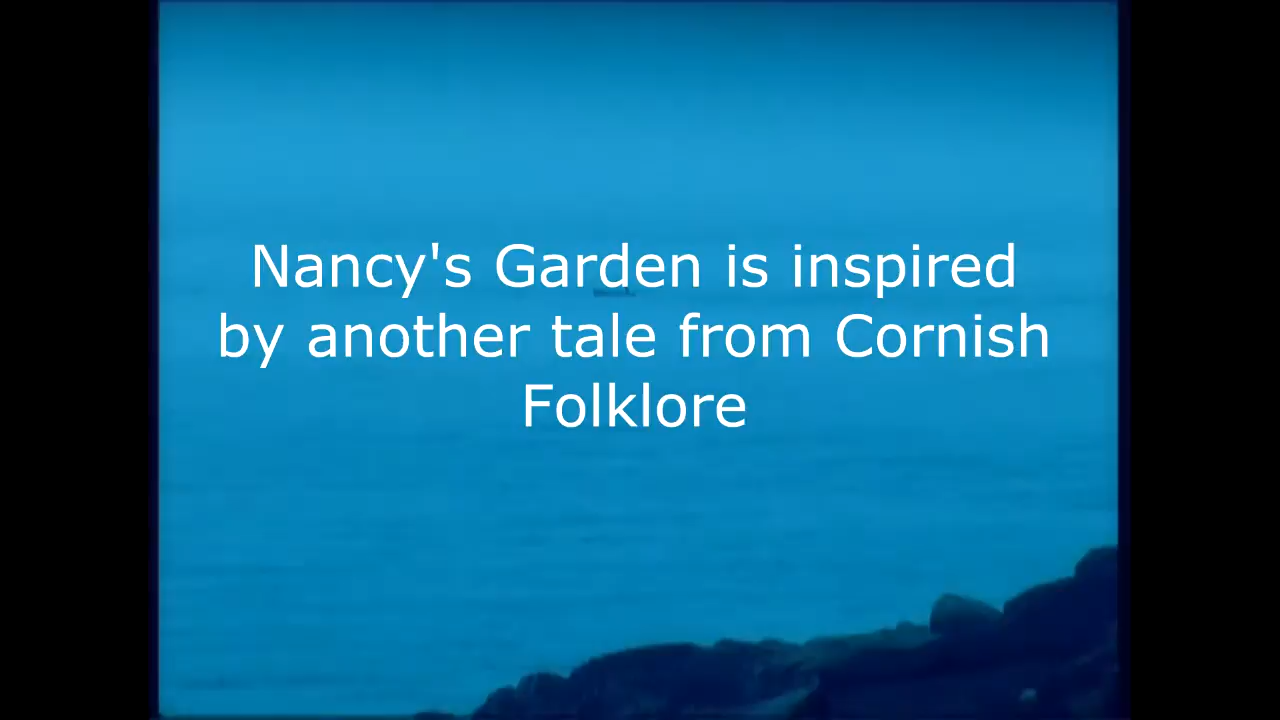 Nancy's Garden is inspired
by another tale from Cornish
Folklore